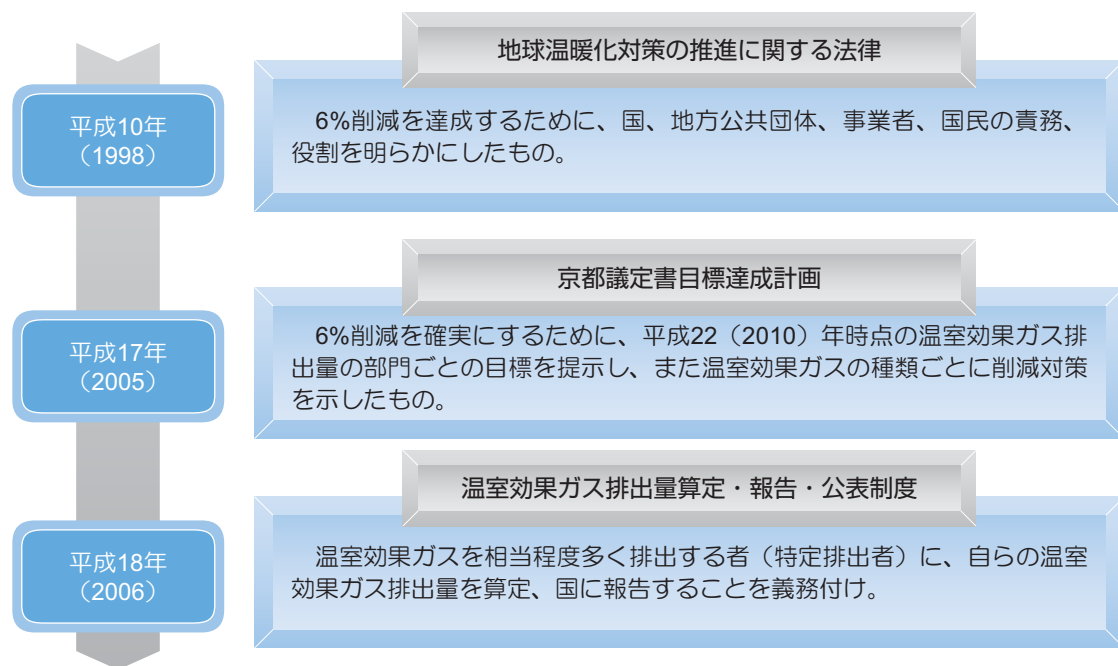 地球温暖化対策の推進に関する法律
平成10年
（1998）
6%削減を達成するために、国、地方公共団体、事業者、国民の責務、
役割を明らかにしたもの。
京都議定書目標達成計画
平成17年
（2005）
6%削減を確実にするために、平成22（2010）年時点の温室効果ガス排
出量の部門ごとの目標を提示し、また温室効果ガスの種類ごとに削減対策
を示したもの。
温室効果ガス排出量算定・報告・公表制度
平成18年
（2006）
温室効果ガスを相当程度多く排出する者（特定排出者）に、自らの温室
効果ガス排出量を算定、国に報告することを義務付け。